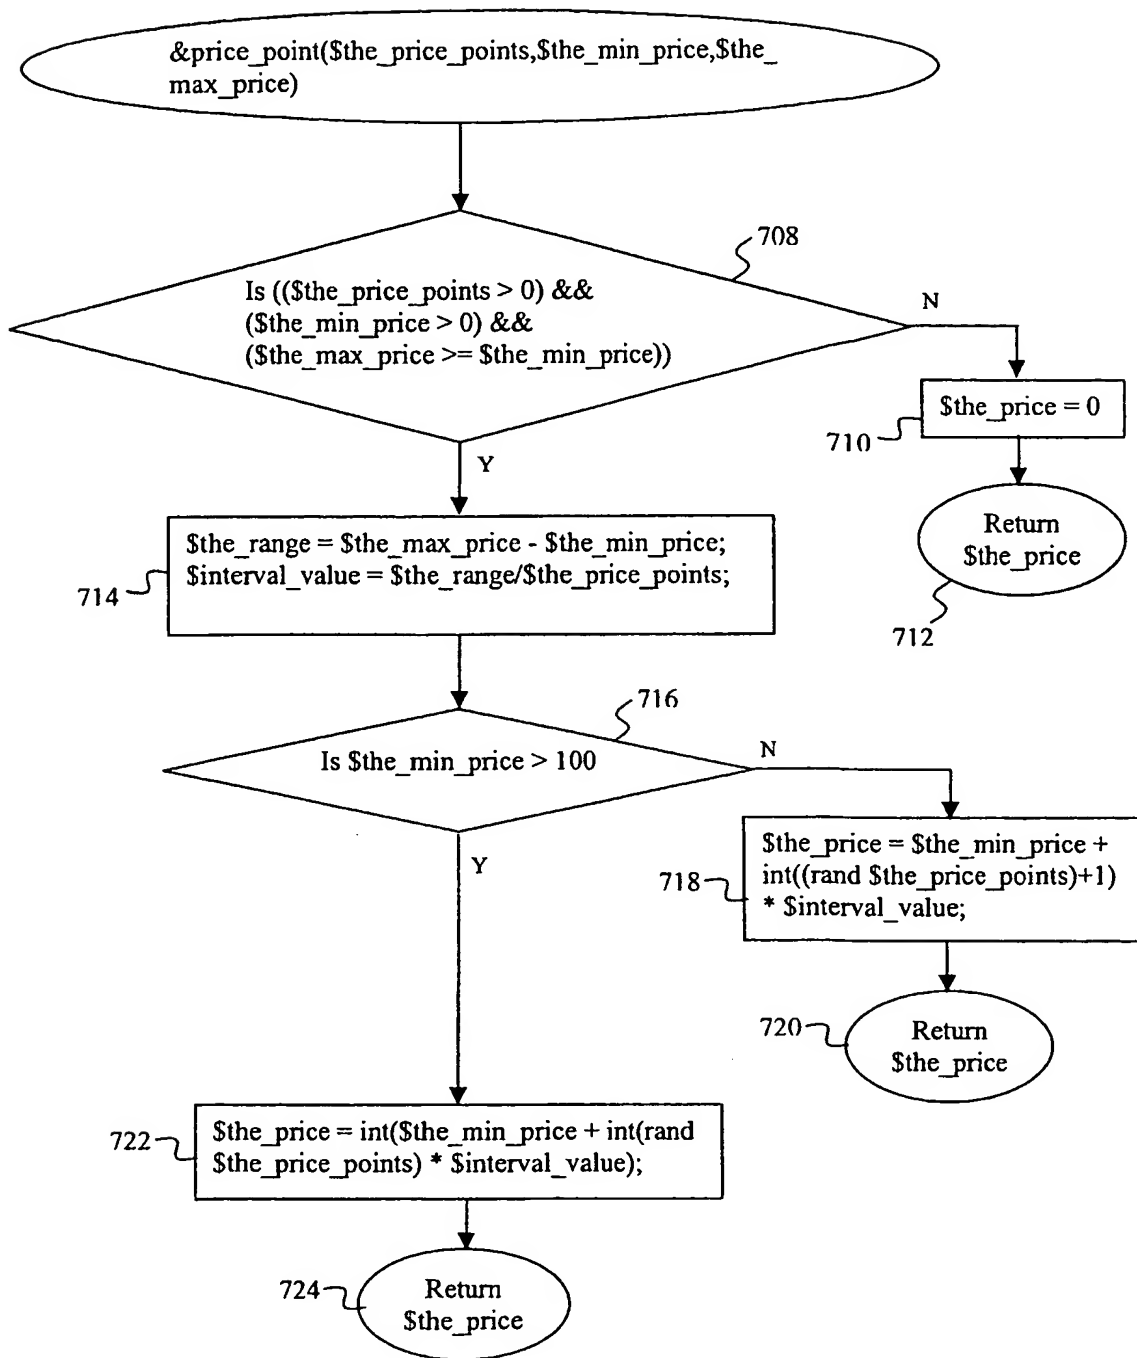 &price_point($the_price_points,$the_min_price,$the_
max_price)
708
Is (($the_price_points > 0) &&
($the_min_price > 0) &&
($the_max_price >= $the_min_price))
N
$the_price = 0
710
Y
Return
$the_price
712
$the_range = $the_max_price - $the_min_price;
$interval_value = $the_range/$the_price_points;
714
716
Is $the_min_price > 100
N
$the_price = $the_min_price +
int((rand $the_price_points)+1)
* $interval_value;
718
Y
720
Return
$the_price
$the_price = int($the_min_price + int(rand
$the_price_points) * $interval_value);
722
724
Return
$the_price